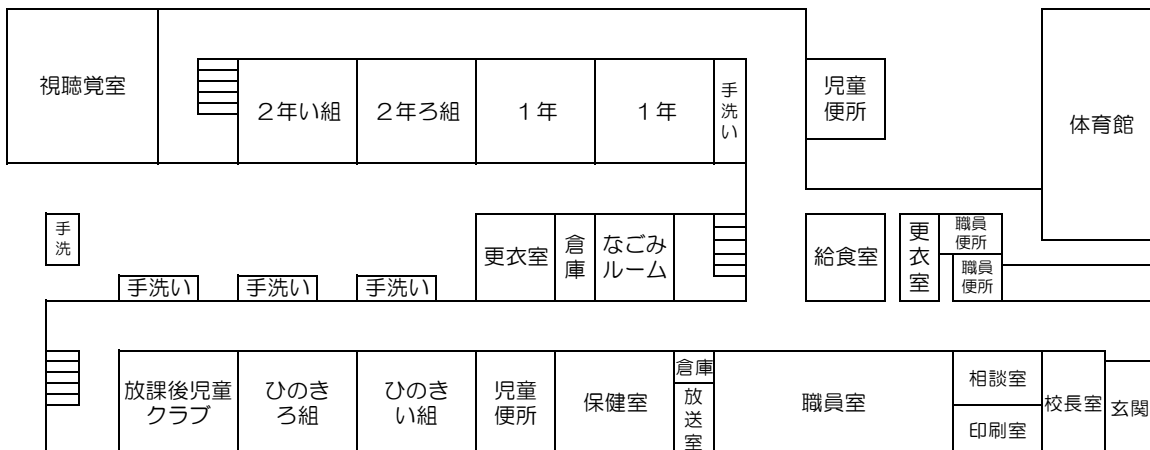 視聴覚室
2年い組
2年ろ組
1年
1年
手洗い
児童
便所
体育館
手洗
更衣室
倉庫
なごみ
ルーム
給食室
更衣室
職員
便所
職員
便所
手洗い
手洗い
手洗い
放課後児童
クラブ
ひのき
ろ組
ひのき
い組
児童
便所
保健室
倉庫
放送室
職員室
相談室
印刷室
校長室
玄関